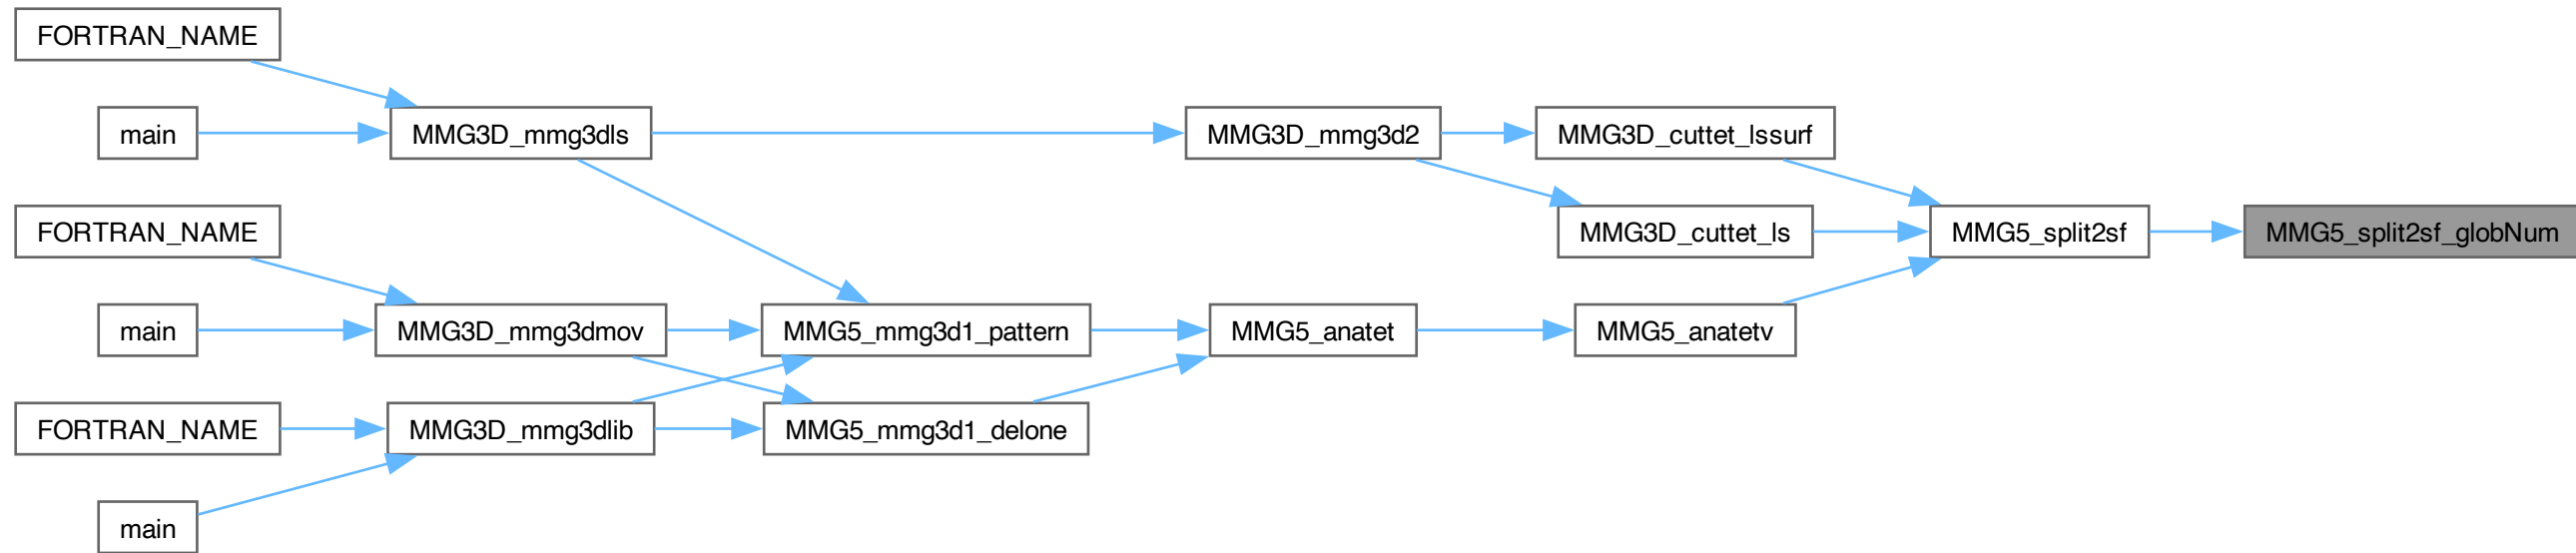 FORTRAN_NAME
main
MMG3D_mmg3dls
MMG3D_mmg3d2
MMG3D_cuttet_lssurf
FORTRAN_NAME
MMG3D_cuttet_ls
MMG5_split2sf
MMG5_split2sf_globNum
main
MMG3D_mmg3dmov
MMG5_mmg3d1_pattern
MMG5_anatet
MMG5_anatetv
FORTRAN_NAME
MMG3D_mmg3dlib
MMG5_mmg3d1_delone
main